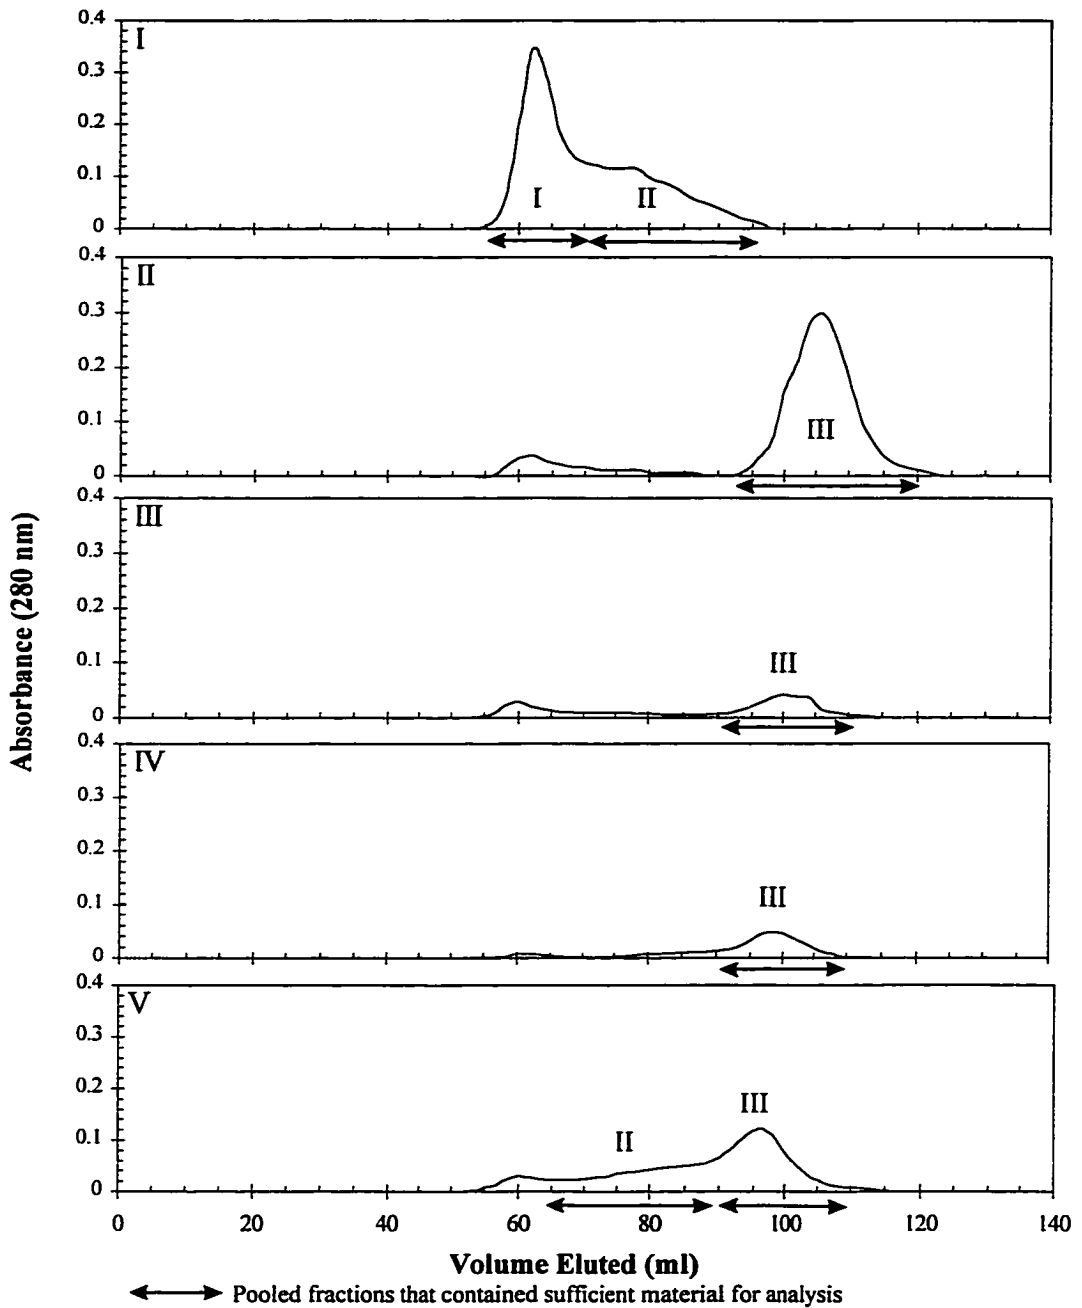 0.4
I
0.3
0.2
0.1
I II
0
0.4
II
0.3
0.2
0.1
III
0
0.4
III
0.3
0.2
0.1
III
0
0.4
IV
0.3
0.2
0.1
III
0
0.4
V
0.3
0.2
0.1
II III
0
0 20 40 60 80 100 120 140
Absorbance (280 nm)
Volume Eluted (ml)
Pooled fractions that contained sufficient material for analysis